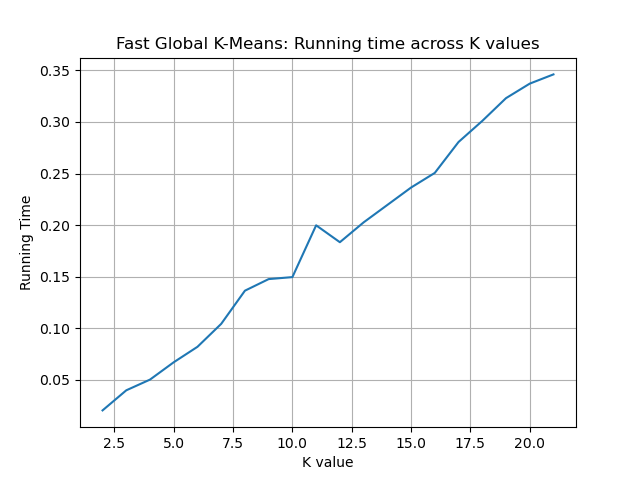 Fast Global K-Means: Running time across K values
Running Time
0.35
0.30
0.25
0.20
0.15
0.10
0.05
2.5 5.0 7.5 10.0 12.5 15.0 17.5 20.0
K value